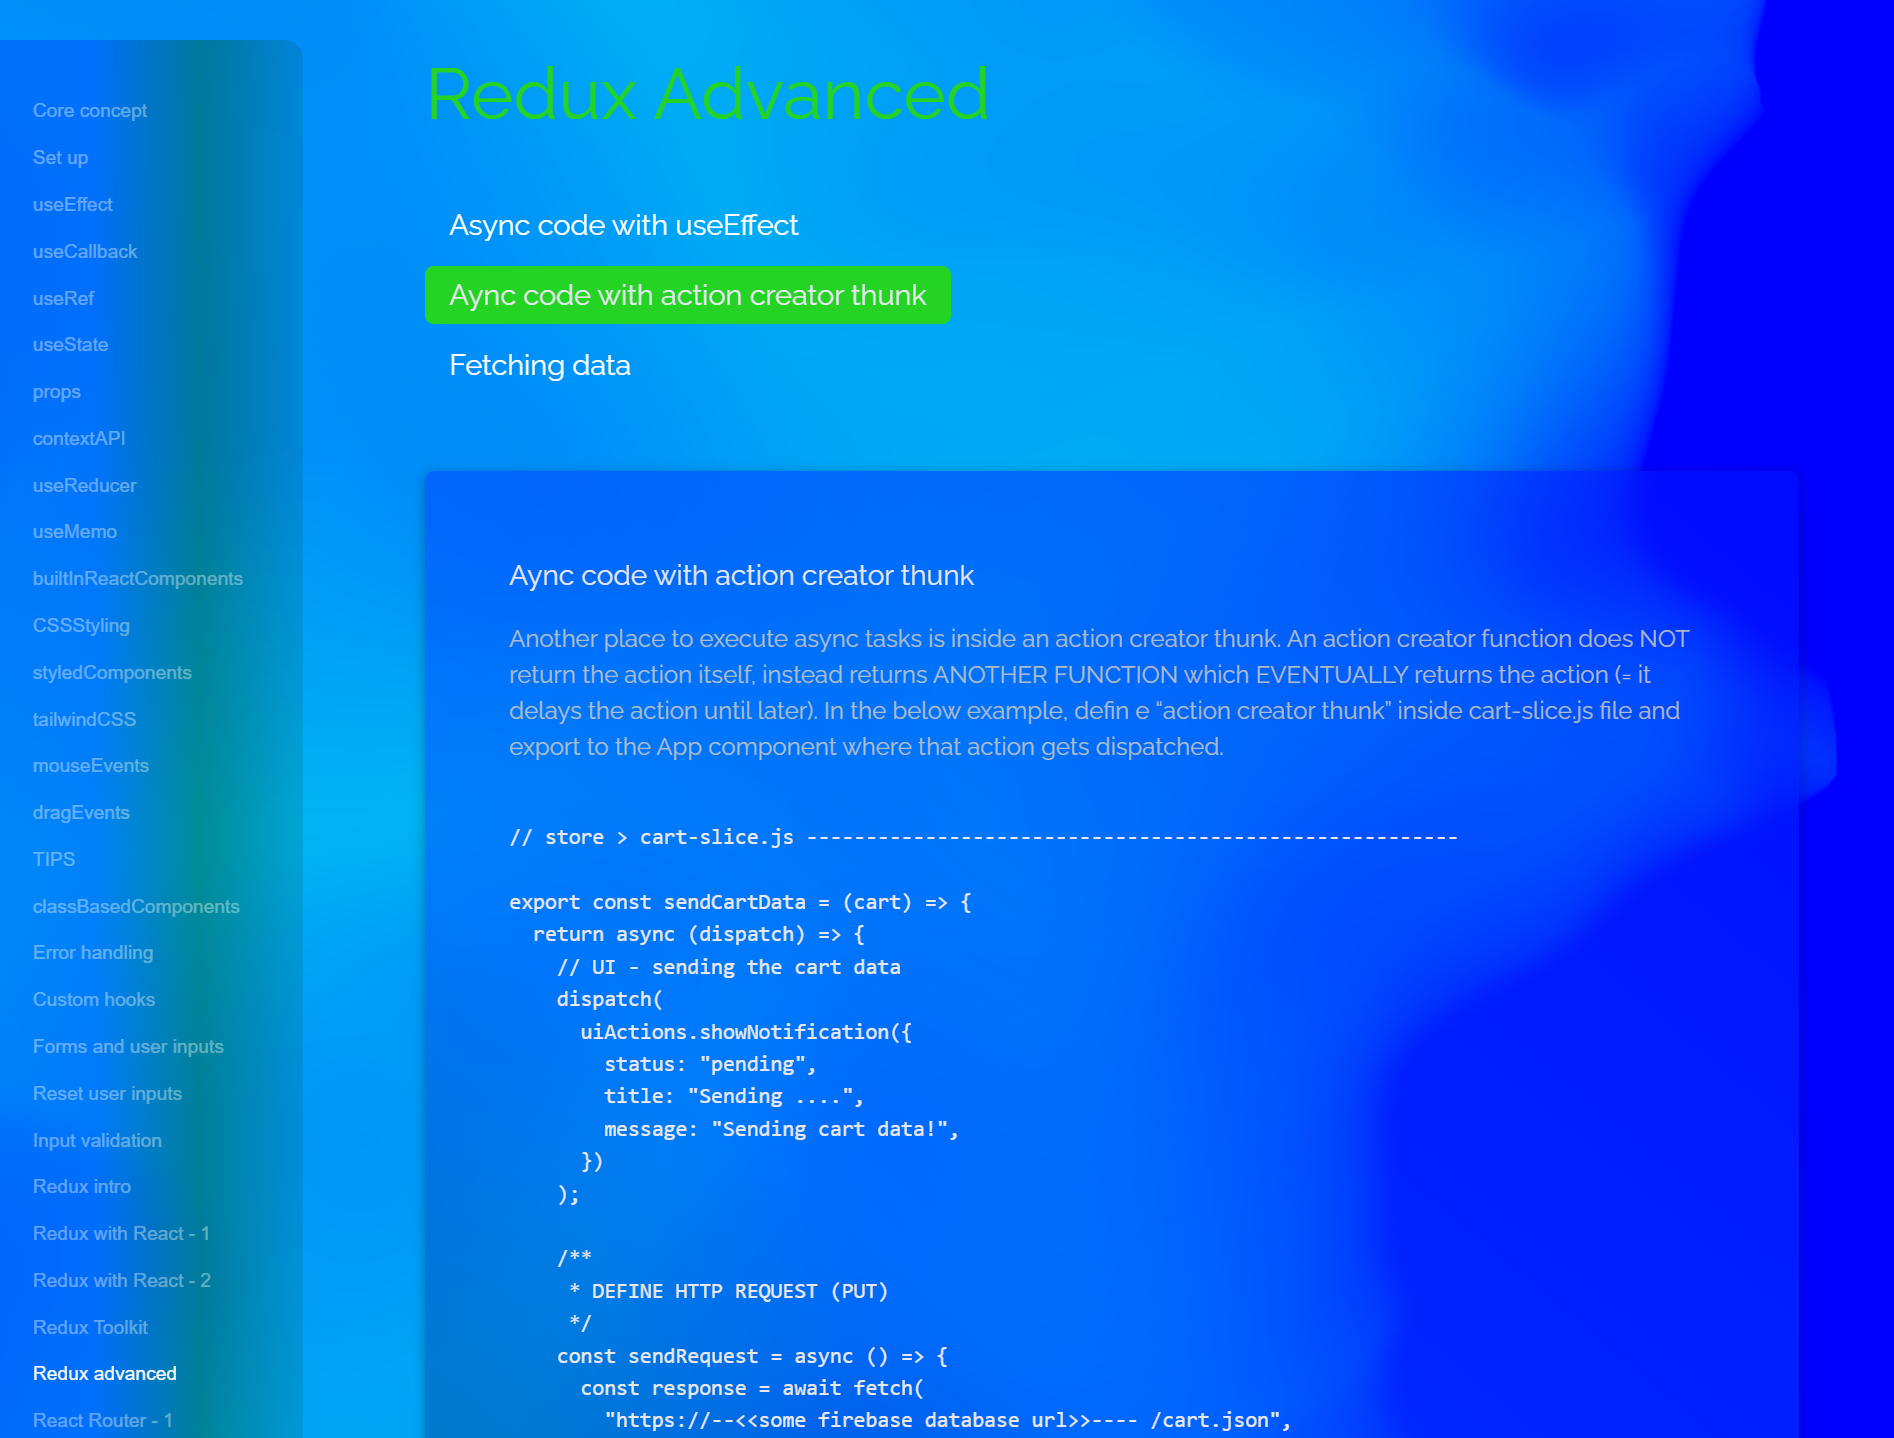 Core concept
Set up
useEffect
useCallback
useRef
useState
props
contextAPI
useReducer
useMemo
builtInReactComponents
CSSStyling
styledComponents
tailwindCSS
mouseEvents
dragEvents
TIPS
classBasedComponents
Error handling
Custom hooks
Forms and user inputs
Reset user inputs
Input validation
Redux intro
Redux with React - 1
Redux with React - 2
Redux Toolkit
Redux advanced
React Router - 1
Redux Advanced
Async code with useEffect
Aync code with action creator thunk
Fetching data
Aync code with action creator thunk
Another place to execute async tasks is inside an action creator thunk. An action creator function does NOT
return the action itself, instead returns ANOTHER FUNCTION which EVENTUALLY returns the action (= it
delays the action until later). In the below example, defin e “action creator thunk” inside cart-slice.js file and
export to the App component where that action gets dispatched.
// store > cart-slice.js -------------------------------------------------------
export const sendCartData = (cart) => {
  return async (dispatch) => {
    // UI - sending the cart data
    dispatch(
      uiActions.showNotification({
        status: "pending",
        title: "Sending ....",
        message: "Sending cart data!",
      })
    );
    /**
     * DEFINE HTTP REQUEST (PUT)
     */
    const sendRequest = async () => {
      const response = await fetch(
        "https://--<<some firebase database url>>---- /cart.json",